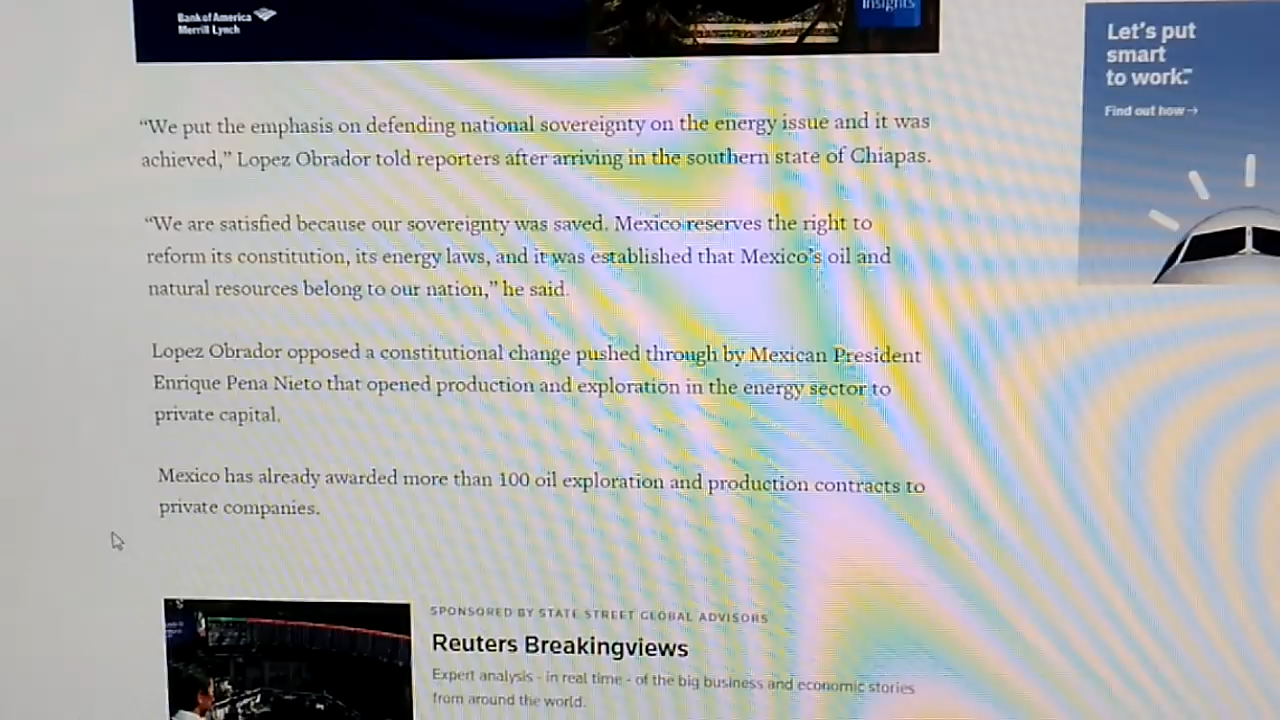 Bank of America
Merrill Lynch
Insights
Let's put
smart
to work.™
Find out how→
“We put the emphasis on defending national sovereignty on the energy issue and it was
achieved,” Lopez Obrador told reporters after arriving in the southern state of Chiapas.
“We are satisfied because our sovereignty was saved. Mexico reserves the right to
reform its constitution, its energy laws, and it was established that Mexico’s oil and
natural resources belong to our nation,” he said.
Lopez Obrador opposed a constitutional change pushed through by Mexican President
Enrique Pena Nieto that opened production and exploration in the energy sector to
private capital.
Mexico has already awarded more than 100 oil exploration and production contracts to
private companies.
SPONSORED BY STATE STREET GLOBAL ADVISORS
Reuters Breakingviews
Expert analysis - in real time - of the big business and economic stories
from around the world.